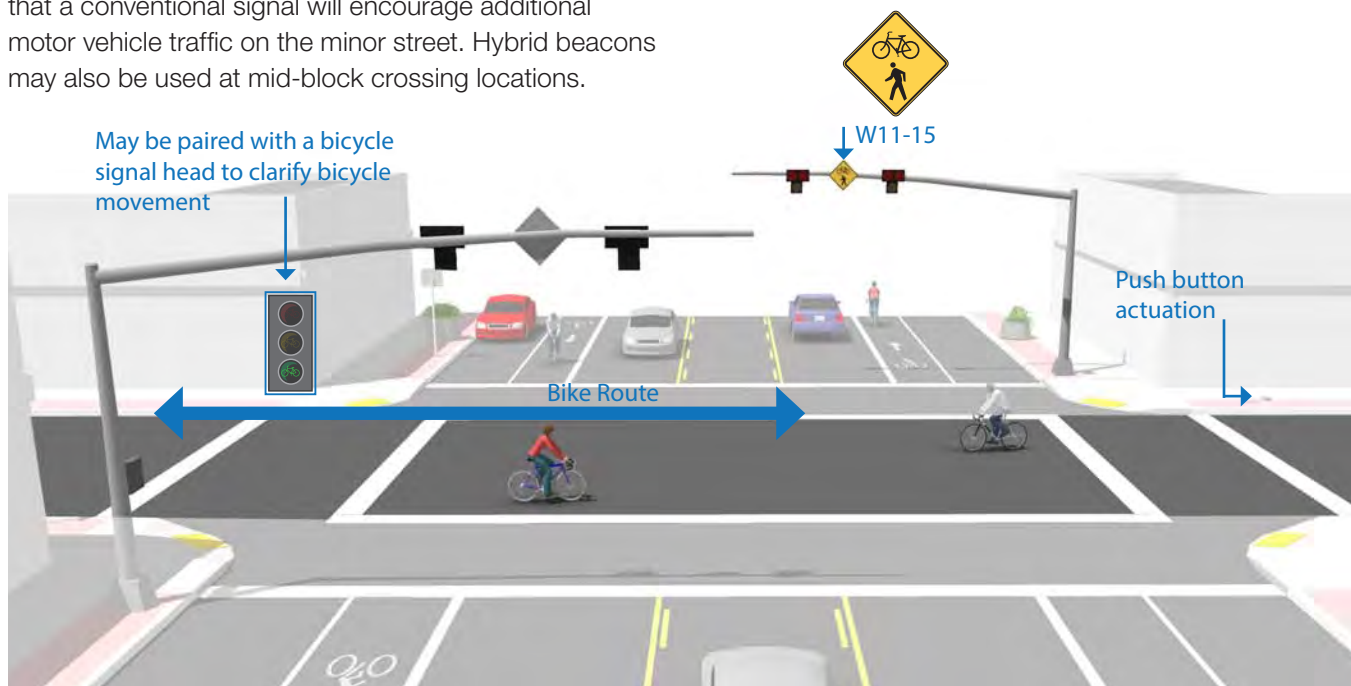 that a conventional signal will encourage additional
motor vehicle traffic on the minor street. Hybrid beacons
may also be used at mid-block crossing locations.
May be paired with a bicycle
signal head to clarify bicycle
movement
W11-15
Push button
actuation
Bike Route